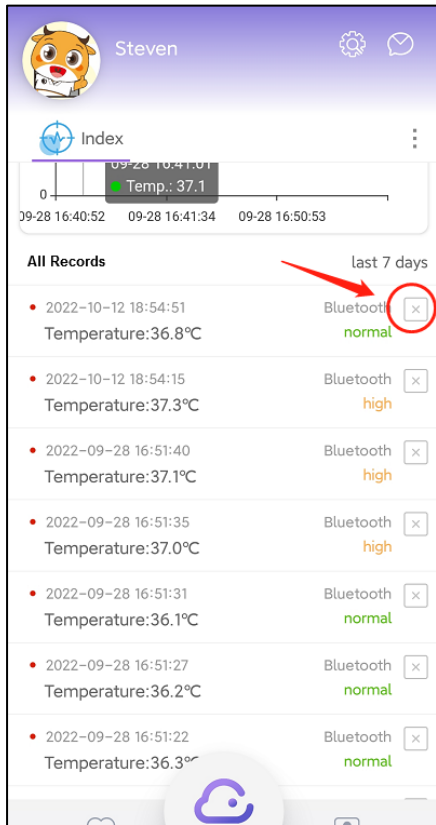 Steven
Index
09-28 16:41:01
Temp.: 37.1
0
09-28 16:40:52 09-28 16:41:34 09-28 16:50:53
All Records last 7 days
2022-10-12 18:54:51 Bluetooth
Temperature:36.8℃ normal
2022-10-12 18:54:15 Bluetooth
Temperature:37.3℃ high
2022-09-28 16:51:40 Bluetooth
Temperature:37.1℃ high
2022-09-28 16:51:35 Bluetooth
Temperature:37.0℃ high
2022-09-28 16:51:31 Bluetooth
Temperature:36.1℃ normal
2022-09-28 16:51:27 Bluetooth
Temperature:36.2℃ normal
2022-09-28 16:51:22 Bluetooth
Temperature:36.3℃ normal